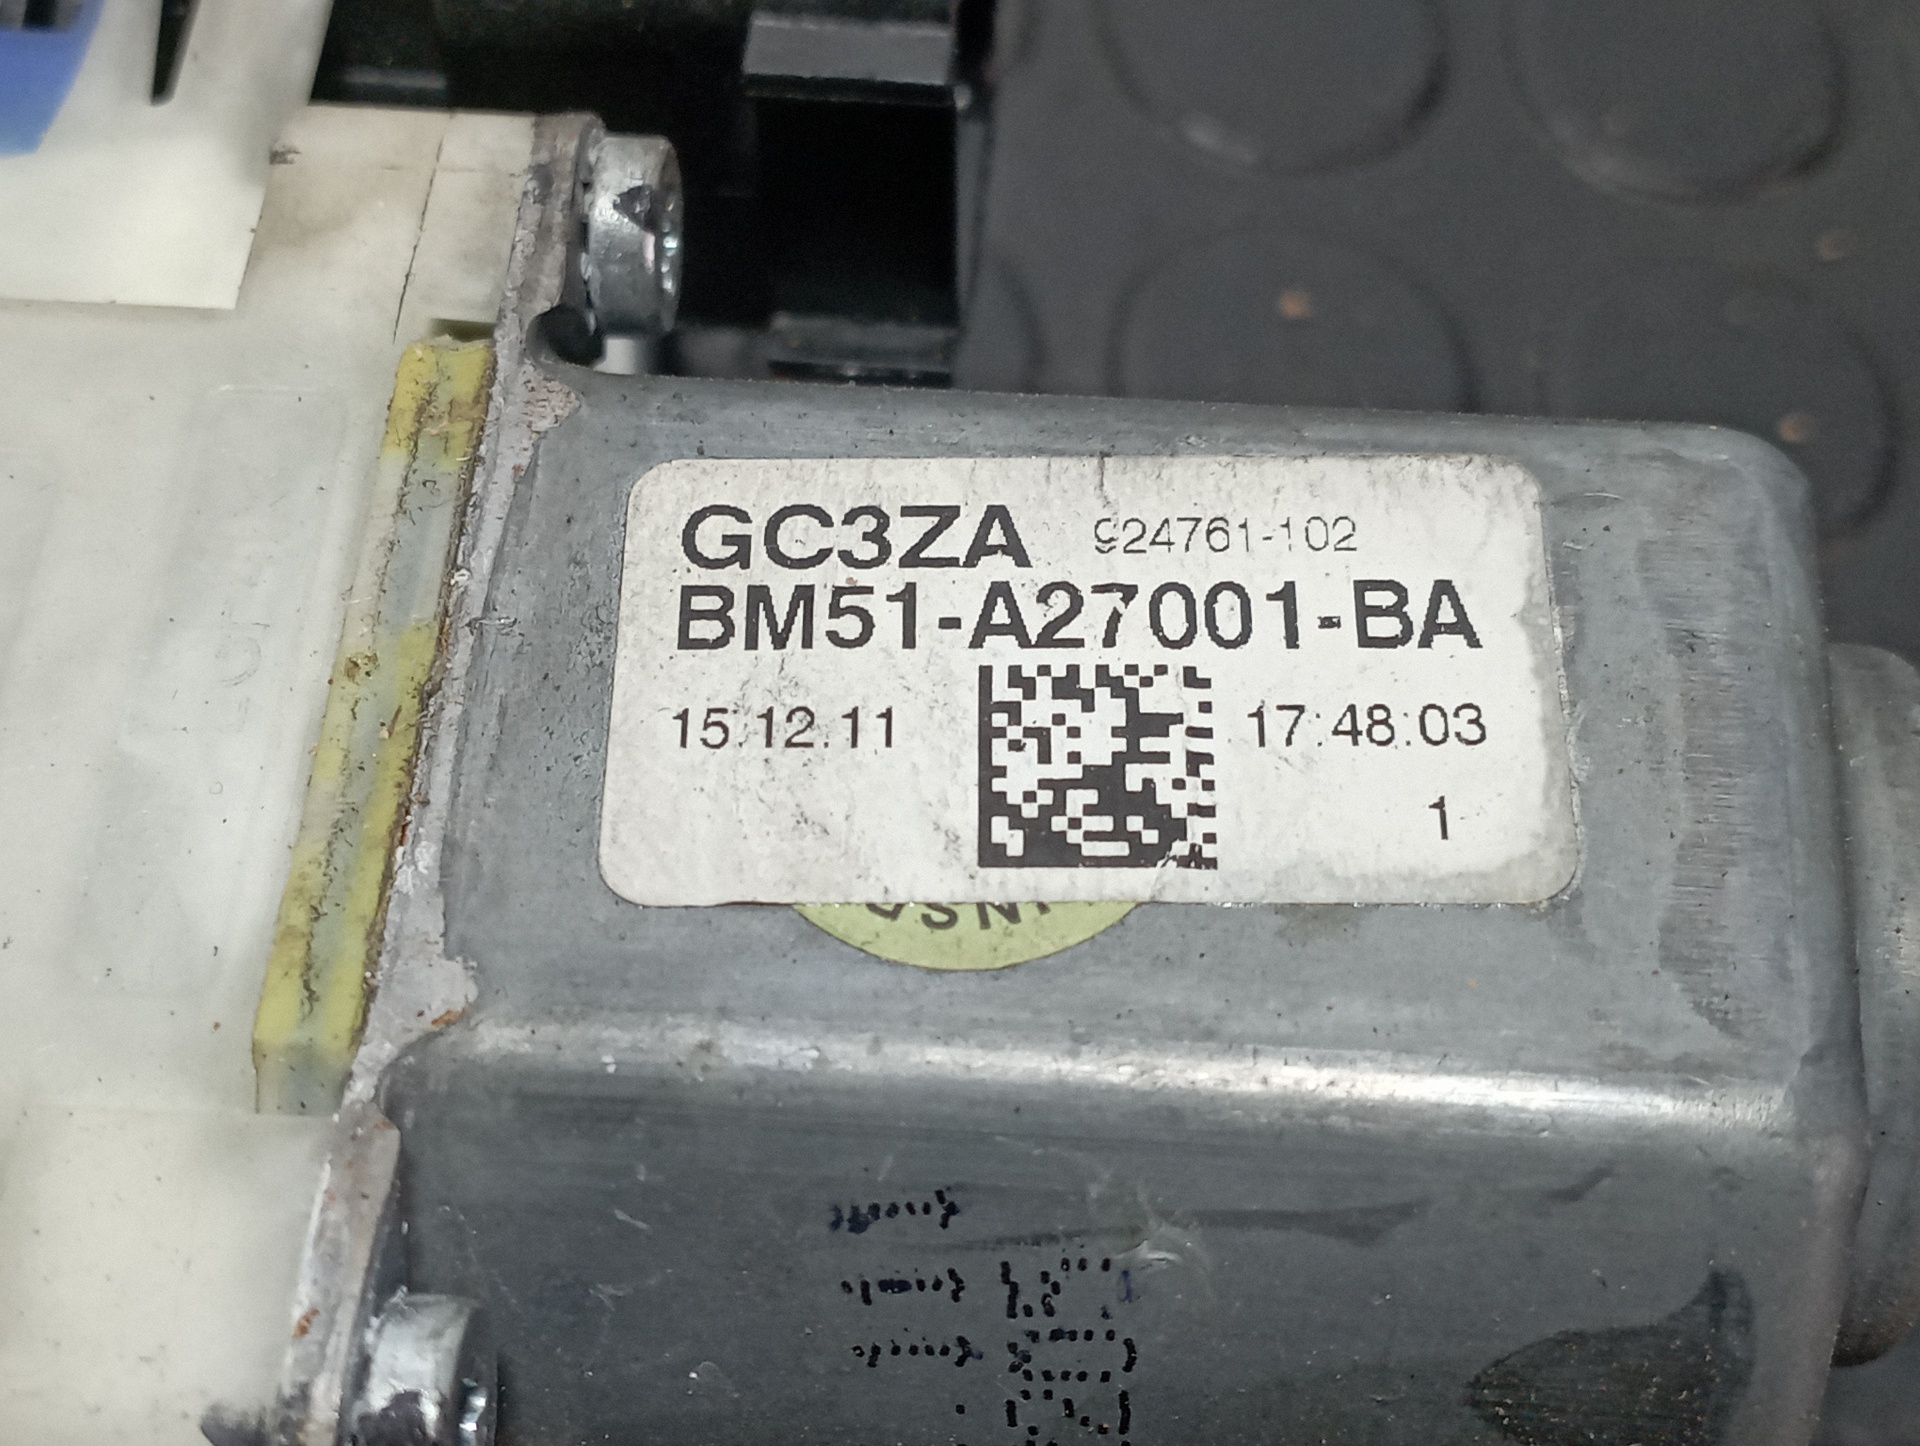 GC3ZA 924761-102
BM51-A27001-BA
15.12.11 17:48:03
1